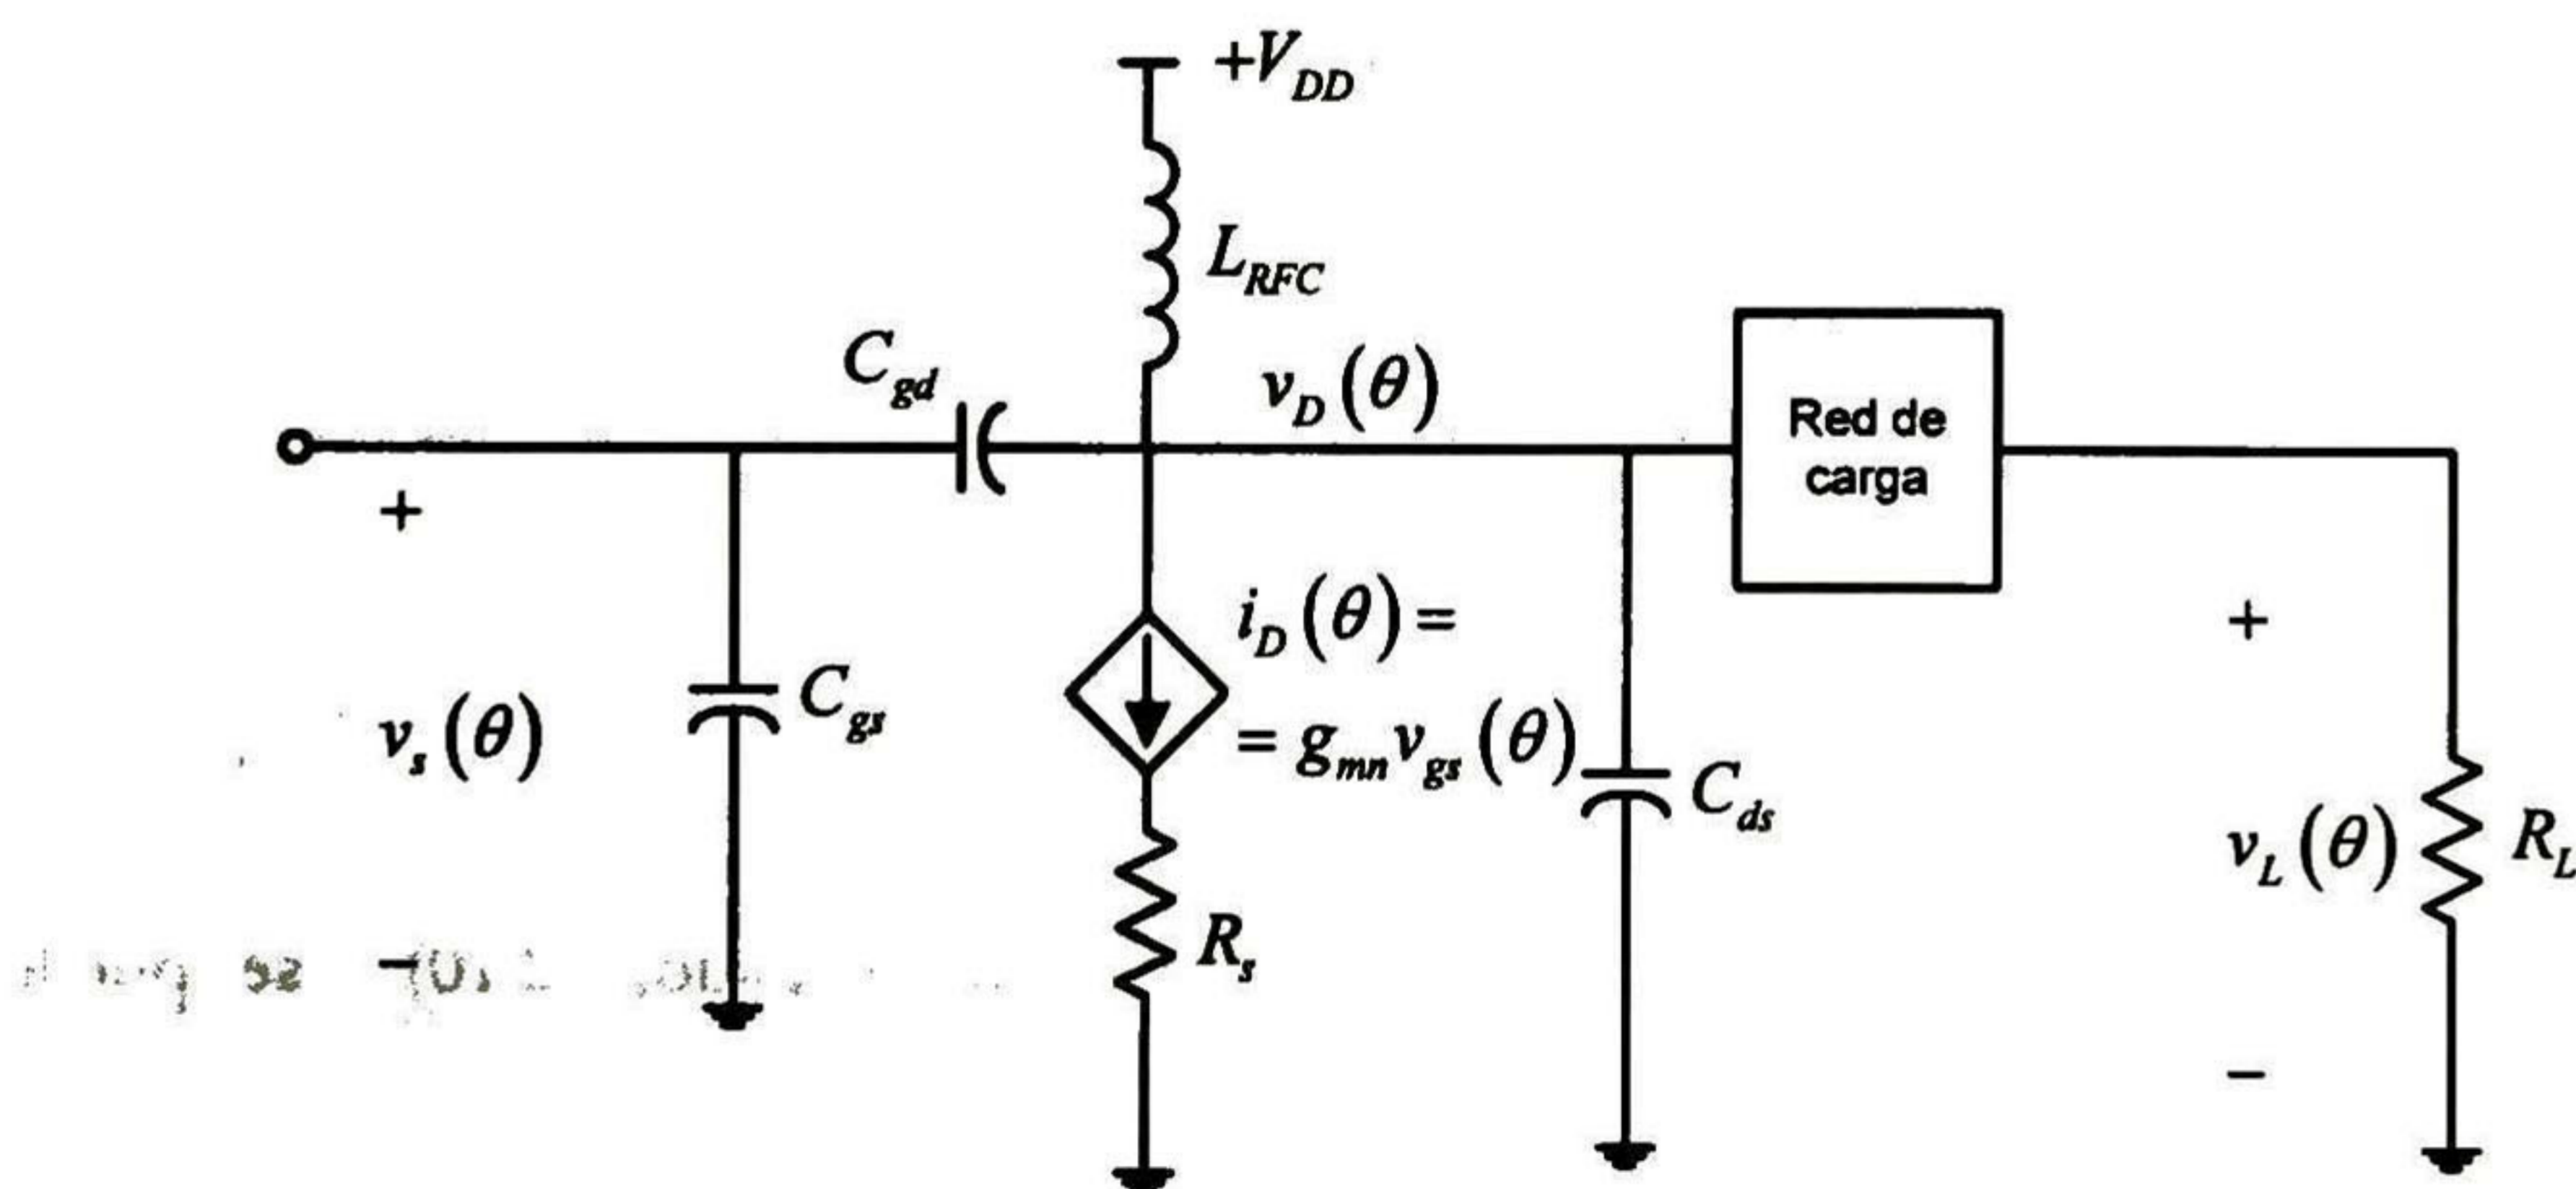 +V_DD
L_RFC
C_gd
v_D(θ)
Red de
carga
+
+
i_D(θ) =
= g_mn v_gs(θ)
C_gs
v_s(θ)
C_ds
v_L(θ)
R_L
R_s
−
−